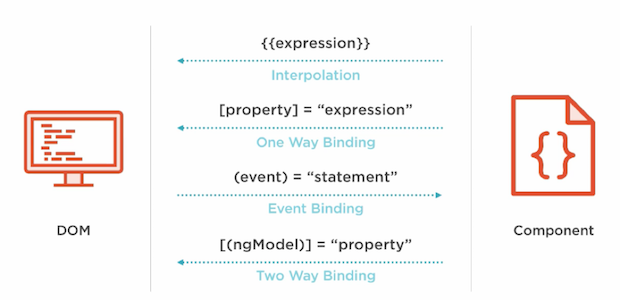 {{expression}}
Interpolation
[property] = “expression”
One Way Binding
(event) = “statement”
Event Binding
[(ngModel)] = “property”
Two Way Binding
DOM
{ }
Component